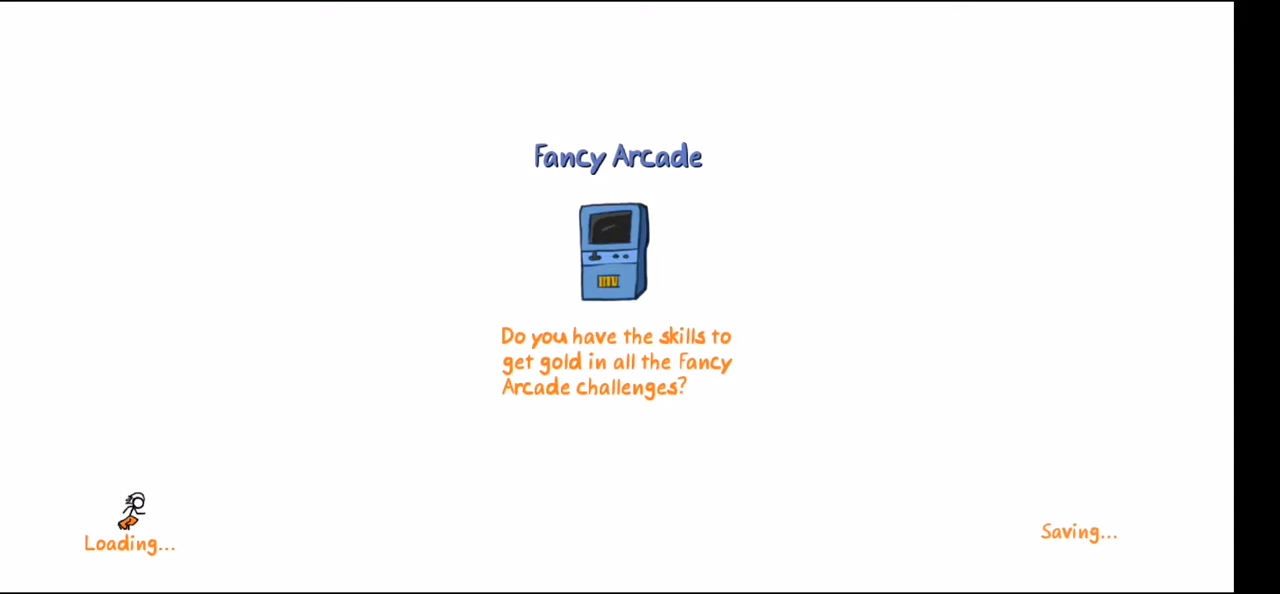 Fancy Arcade
Do you have the skills to
get gold in all the Fancy
Arcade challenges?
Loading...
Saving...